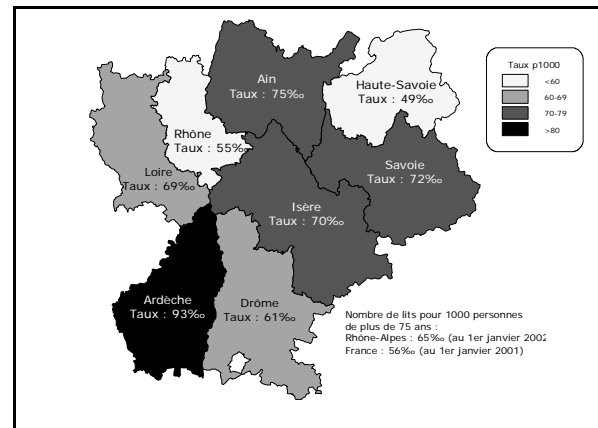 Taux p1000
<60
60-69
70-79
>80
Ain
Taux : 75‰
Haute-Savoie
Taux : 49‰
Rhône
Taux : 55‰
Loire
Taux : 69‰
Savoie
Taux : 72‰
Isère
Taux : 70‰
Ardèche
Taux : 93‰
Drôme
Taux : 61‰
Nombre de lits pour 1000 personnes
de plus de 75 ans :
Rhône-Alpes : 65‰ (au 1er janvier 2002
France : 56‰ (au 1er janvier 2001)